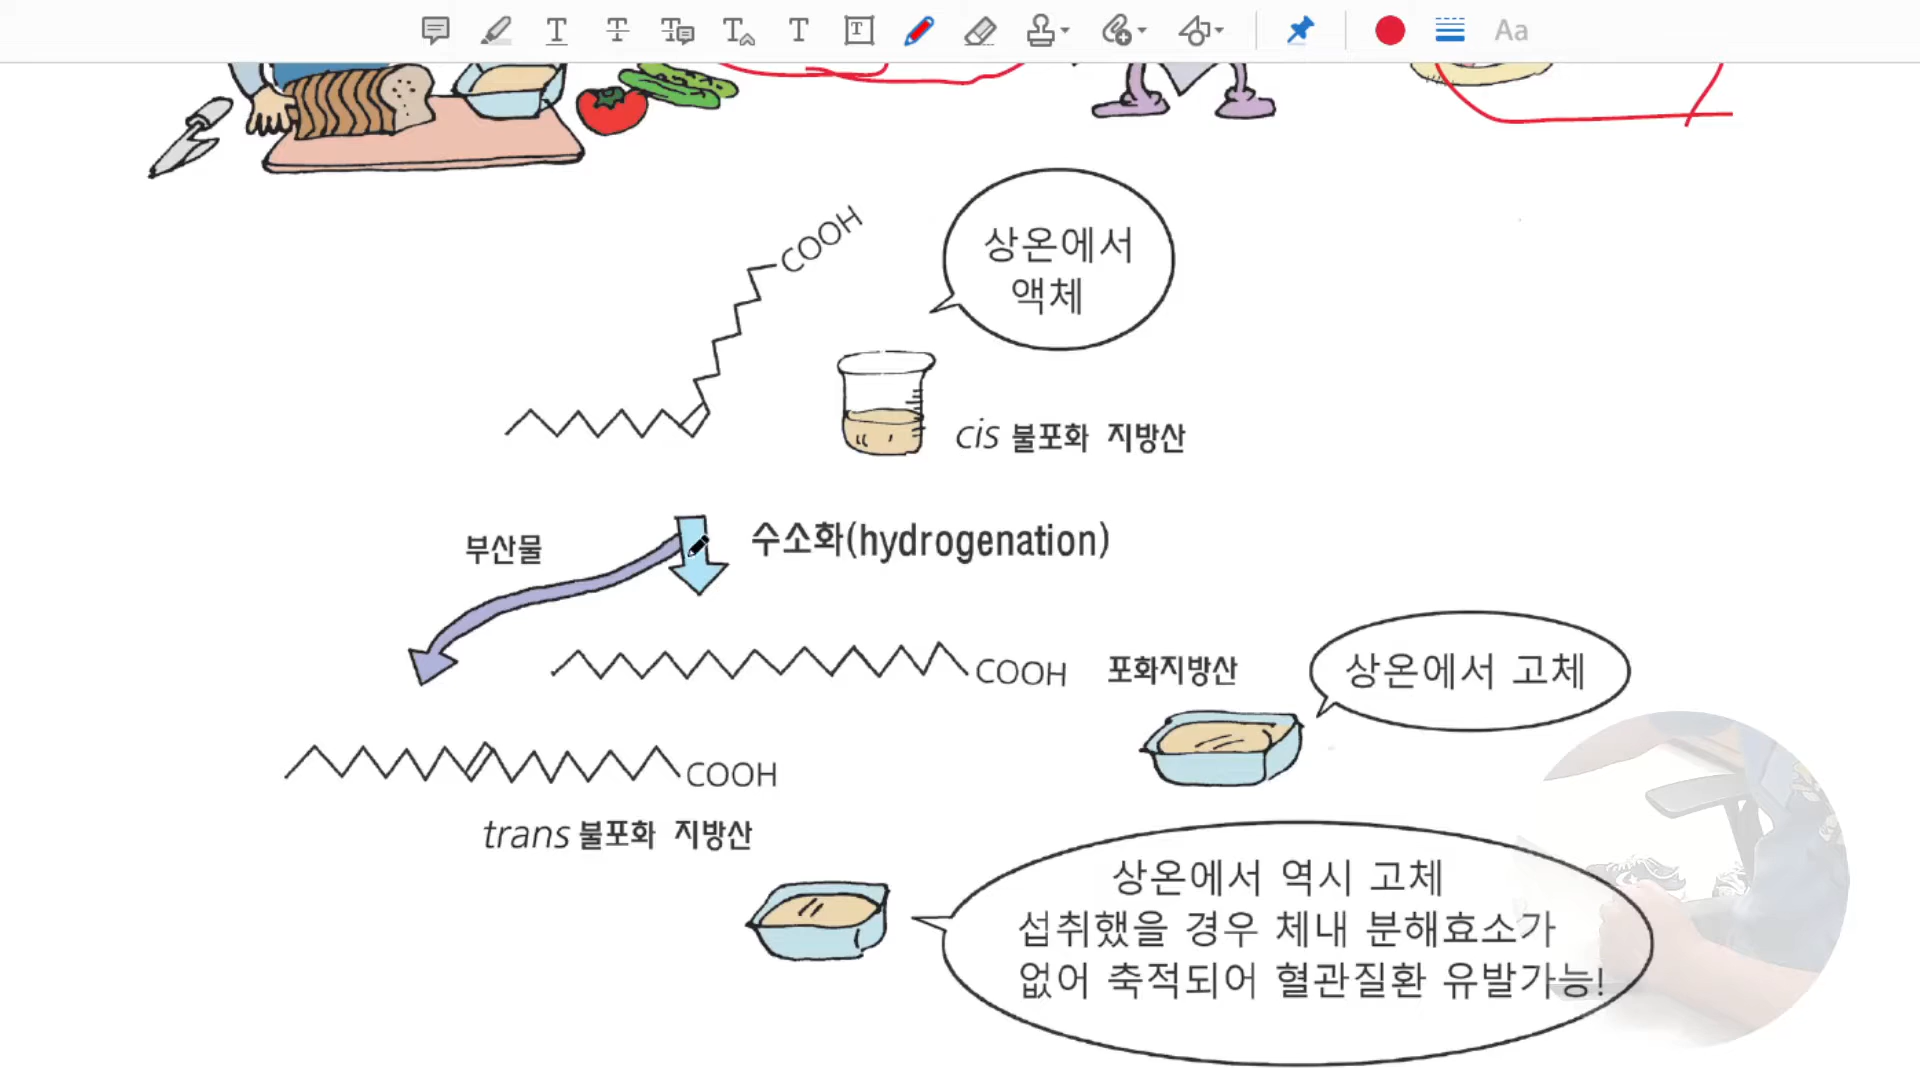 T
T
T
T
T
T
Aa
COOH
상온에서
액체
cis 불포화 지방산
부산물
수소화(hydrogenation)
COOH
포화지방산
상온에서 고체
COOH
trans 불포화 지방산
상온에서 역시 고체
섭취했을 경우 체내 분해효소가
없어 축적되어 혈관질환 유발가능!